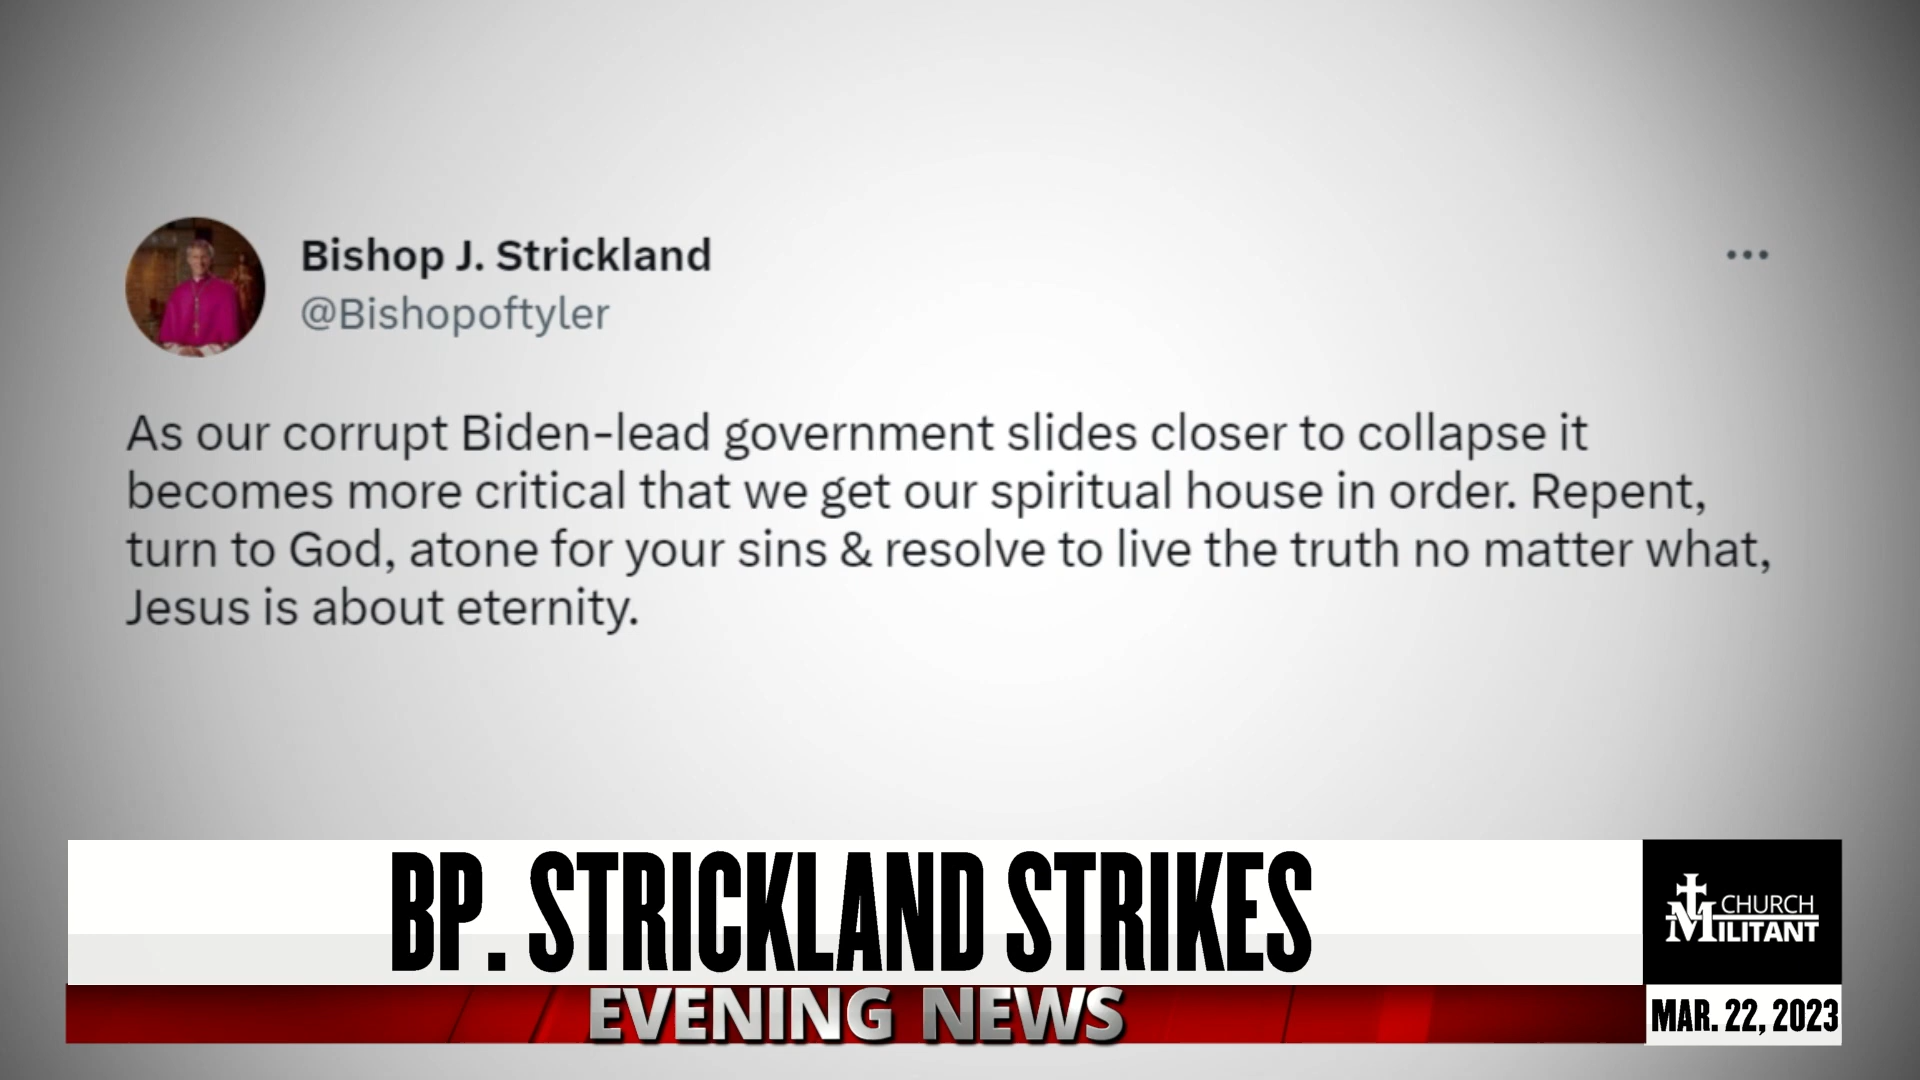 Bishop J. Strickland
@Bishopoftyler
As our corrupt Biden-lead government slides closer to collapse it
becomes more critical that we get our spiritual house in order. Repent,
turn to God, atone for your sins & resolve to live the truth no matter what,
Jesus is about eternity.
BP. STRICKLAND STRIKES
CHURCH
MILITANT
EVENING NEWS
MAR. 22, 2023